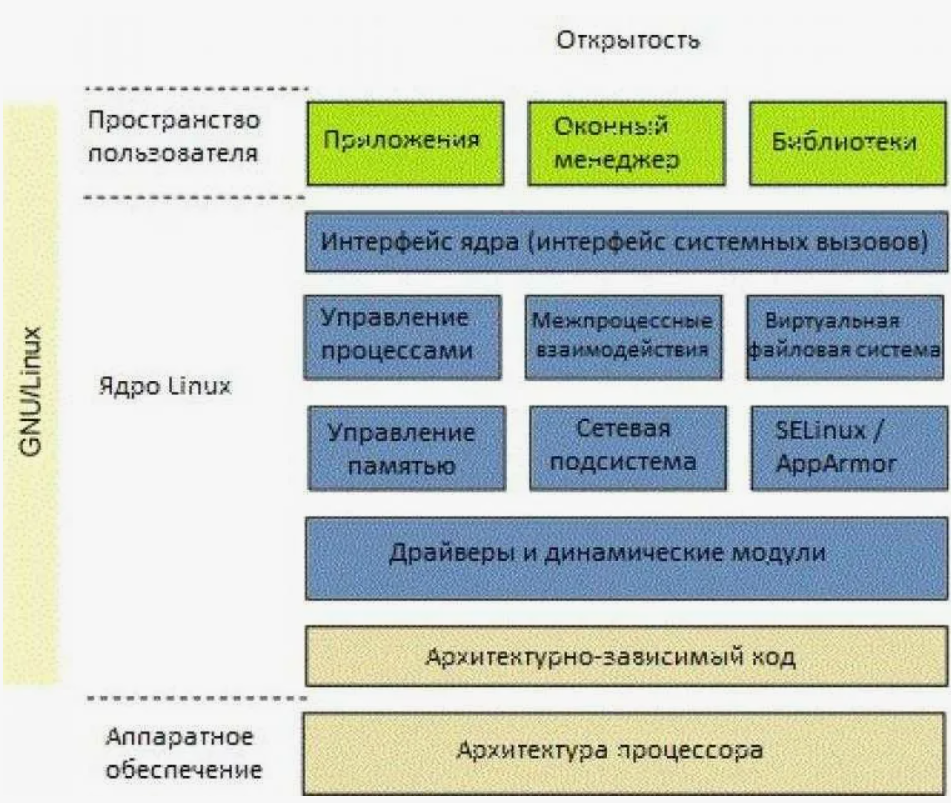 Открытость
GNU/Linux
Пространство
пользователя
Приложения
Оконный
менеджер
Библиотеки
Ядро Linux
Интерфейс ядра (интерфейс системных вызовов)
Управление
процессами
Межпроцессные
взаимодействия
Виртуальная
файловая система
Управление
памятью
Сетевая
подсистема
SELinux /
AppArmor
Драйверы и динамические модули
Архитектурно-зависимый код
Аппаратное
обеспечение
Архитектура процессора